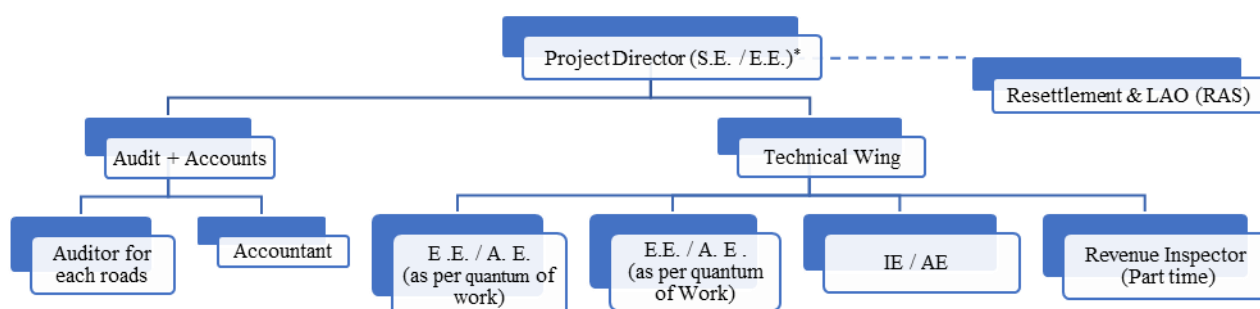 Project Director (S.E. / E.E.)*
Resettlement & LAO (RAS)
Audit + Accounts
Technical Wing
Auditor for
each roads
Accountant
E .E. / A. E.
(as per quantum of
work)
E.E. / A. E .
(as per quantum
of Work)
IE / AE
Revenue Inspector
(Part time)